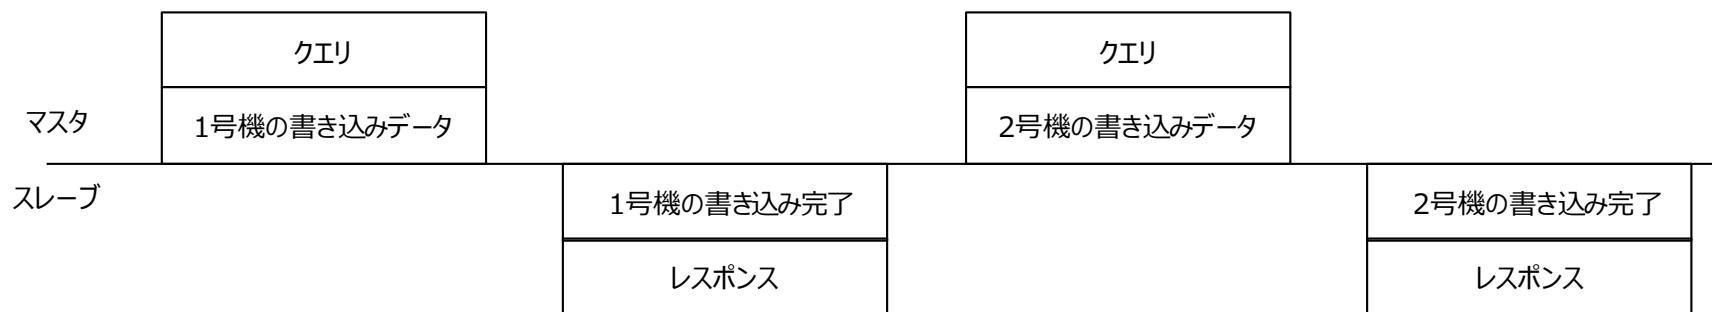 クエリ
クエリ
マスタ
1号機の書き込みデータ
2号機の書き込みデータ
スレーブ
1号機の書き込み完了
2号機の書き込み完了
レスポンス
レスポンス